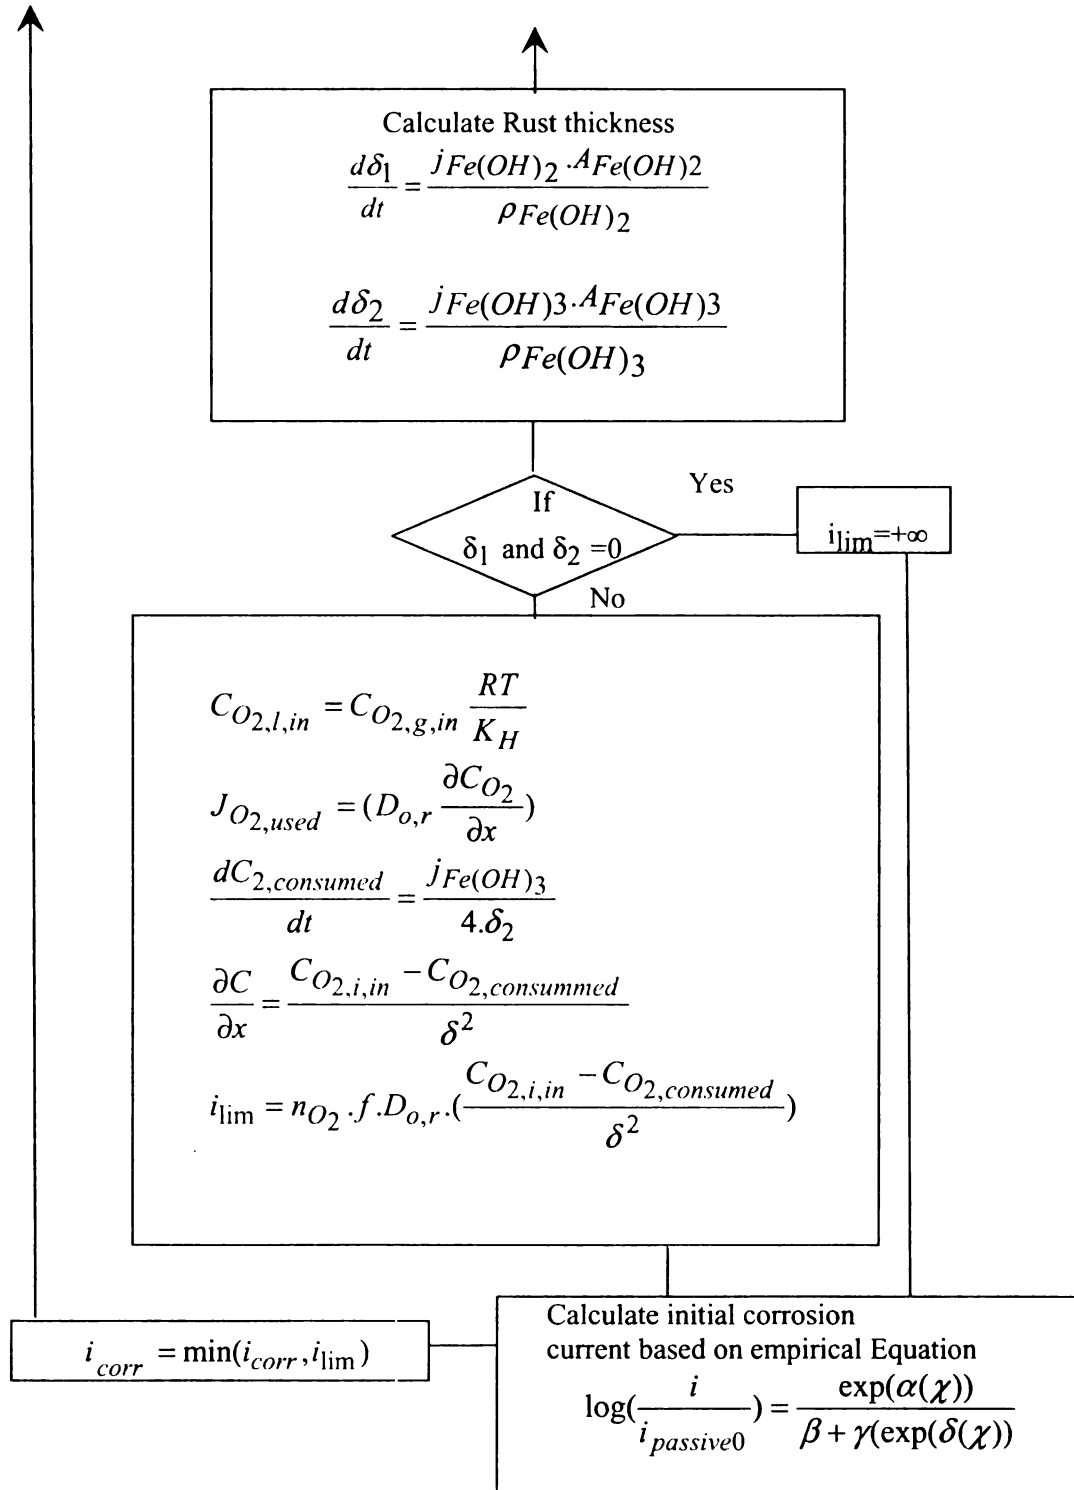 Calculate Rust thickness
dδ1/dt = jFe(OH)2 .AFe(OH)2 / ρFe(OH)2
dδ2/dt = jFe(OH)3.AFe(OH)3 / ρFe(OH)3
If
Yes
δ1 and δ2 =0
ilim=+∞
No
CO2,l,in = CO2,g,in RT/KH
JO2,used = (Do,r ∂CO2/∂x)
dC2,consumed/dt = jFe(OH)3 / 4.δ2
∂C/∂x = CO2,i,in − CO2,consummed / δ2
ilim = nO2 .f.Do,r.(CO2,i,in − CO2,consumed / δ2)
Calculate initial corrosion
current based on empirical Equation
icorr = min(icorr,ilim)
log(i/ipassive0) = exp(α(χ)) / β + γ(exp(δ(χ))